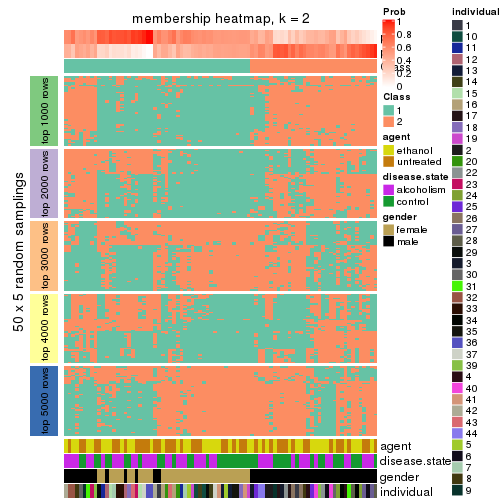 membership heatmap, k = 2
50 x 5 random samplings
top 1000 rows
top 2000 rows
top 3000 rows
top 4000 rows
top 5000 rows
p
p
Class
agent
disease.state
gender
individual
Prob
1
0.8
0.6
0.4
0.2
0
Class
1
2
agent
ethanol
untreated
disease.state
alcoholism
control
gender
female
male
individual
1
10
11
12
13
14
15
16
17
18
19
2
20
22
23
24
25
26
27
28
29
3
30
31
32
33
34
35
36
37
39
4
40
41
42
43
44
5
6
7
8
9